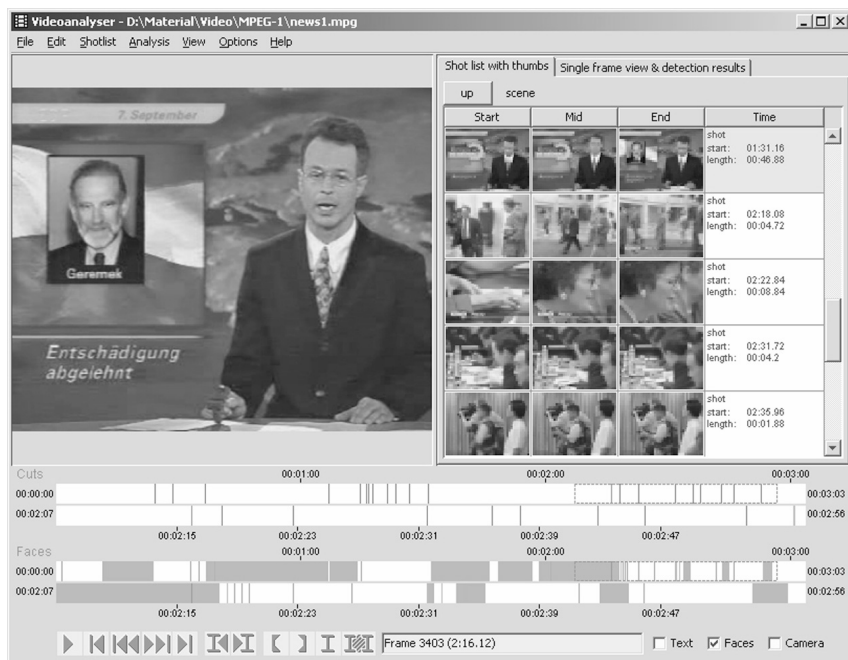 Videoanalyser - D:\Material\Video\MPEG-1\news1.mpg
File Edit Shotlist Analysis View Options Help
Shot list with thumbs Single frame view & detection results
up scene
Start Mid End Time
7. September
Geremek
Entschädigung
abgelehnt
shot
start: 01:31.16
length: 00:46.88
shot
start: 02:18.08
length: 00:04.72
shot
start: 02:22.84
length: 00:08.84
shot
start: 02:31.72
length: 00:04.2
shot
start: 02:35.96
length: 00:01.88
Cuts 00:01:00 00:02:00 00:03:00
00:00:00 00:03:03
00:02:07 00:02:56
00:02:15 00:02:23 00:02:31 00:02:39 00:02:47
Faces 00:01:00 00:02:00 00:03:00
00:00:00 00:03:03
00:02:07 00:02:56
00:02:15 00:02:23 00:02:31 00:02:39 00:02:47
Frame 3403 (2:16.12) Text Faces Camera